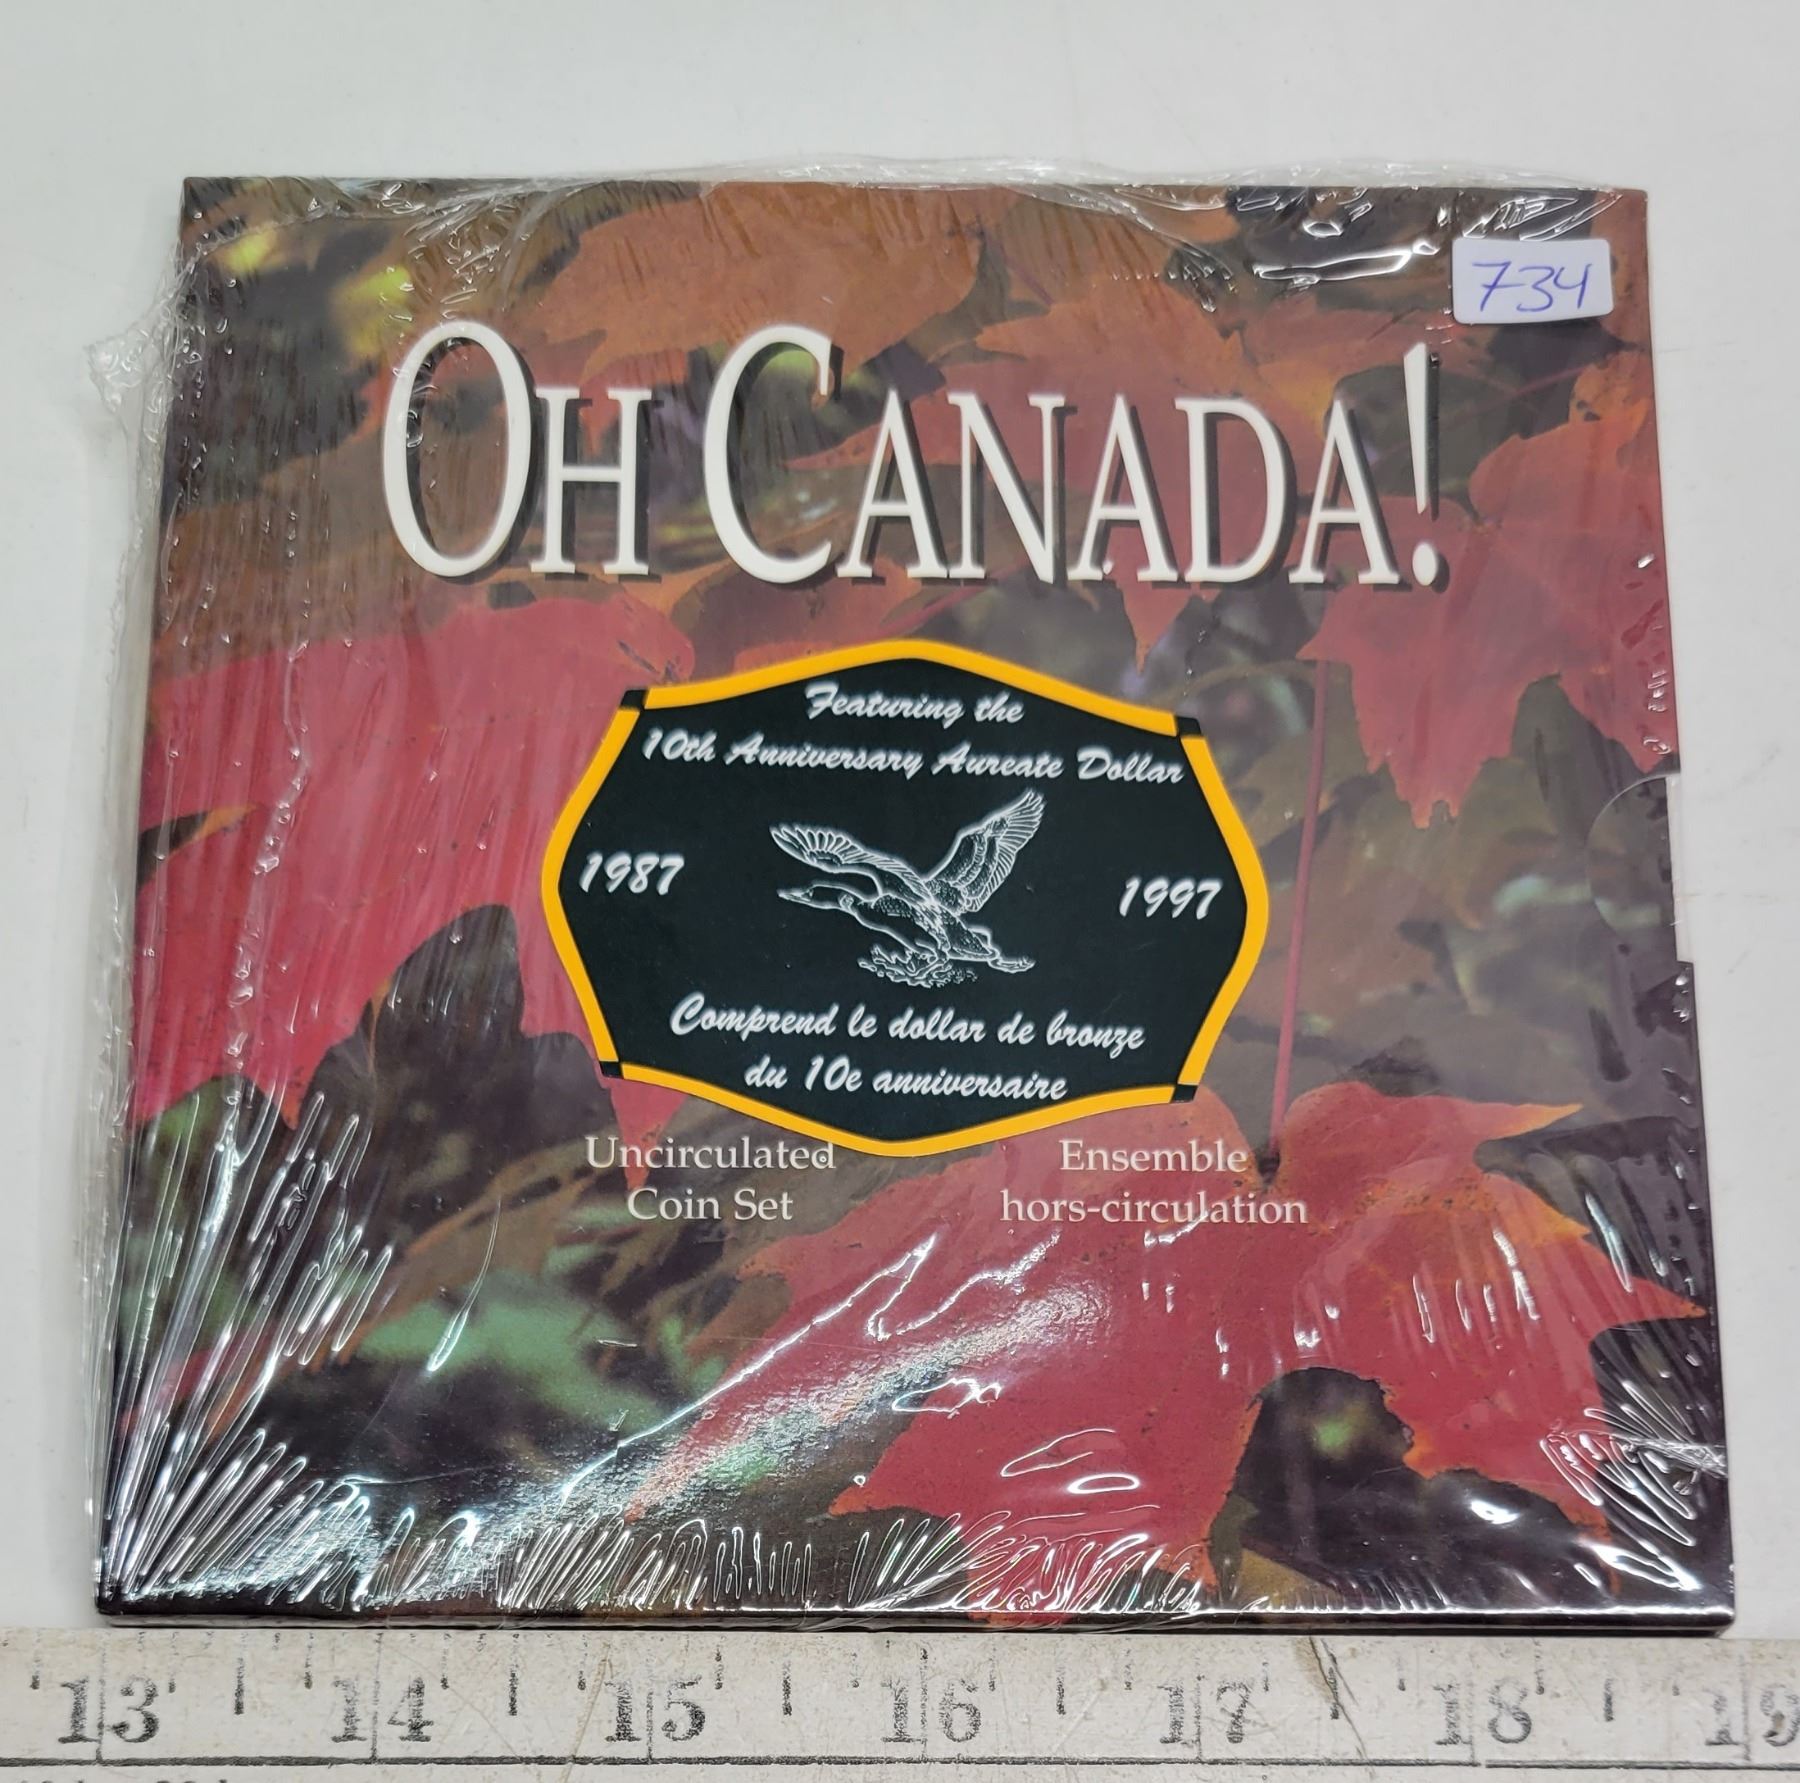 734
OH CANADA!
Featuring the
10th Anniversary Aureate Dollar
1987
1997
Comprend le dollar de bronze
du 10e anniversaire
Uncirculated
Coin Set
Ensemble
hors-circulation
13 14 15 16 17 18 19